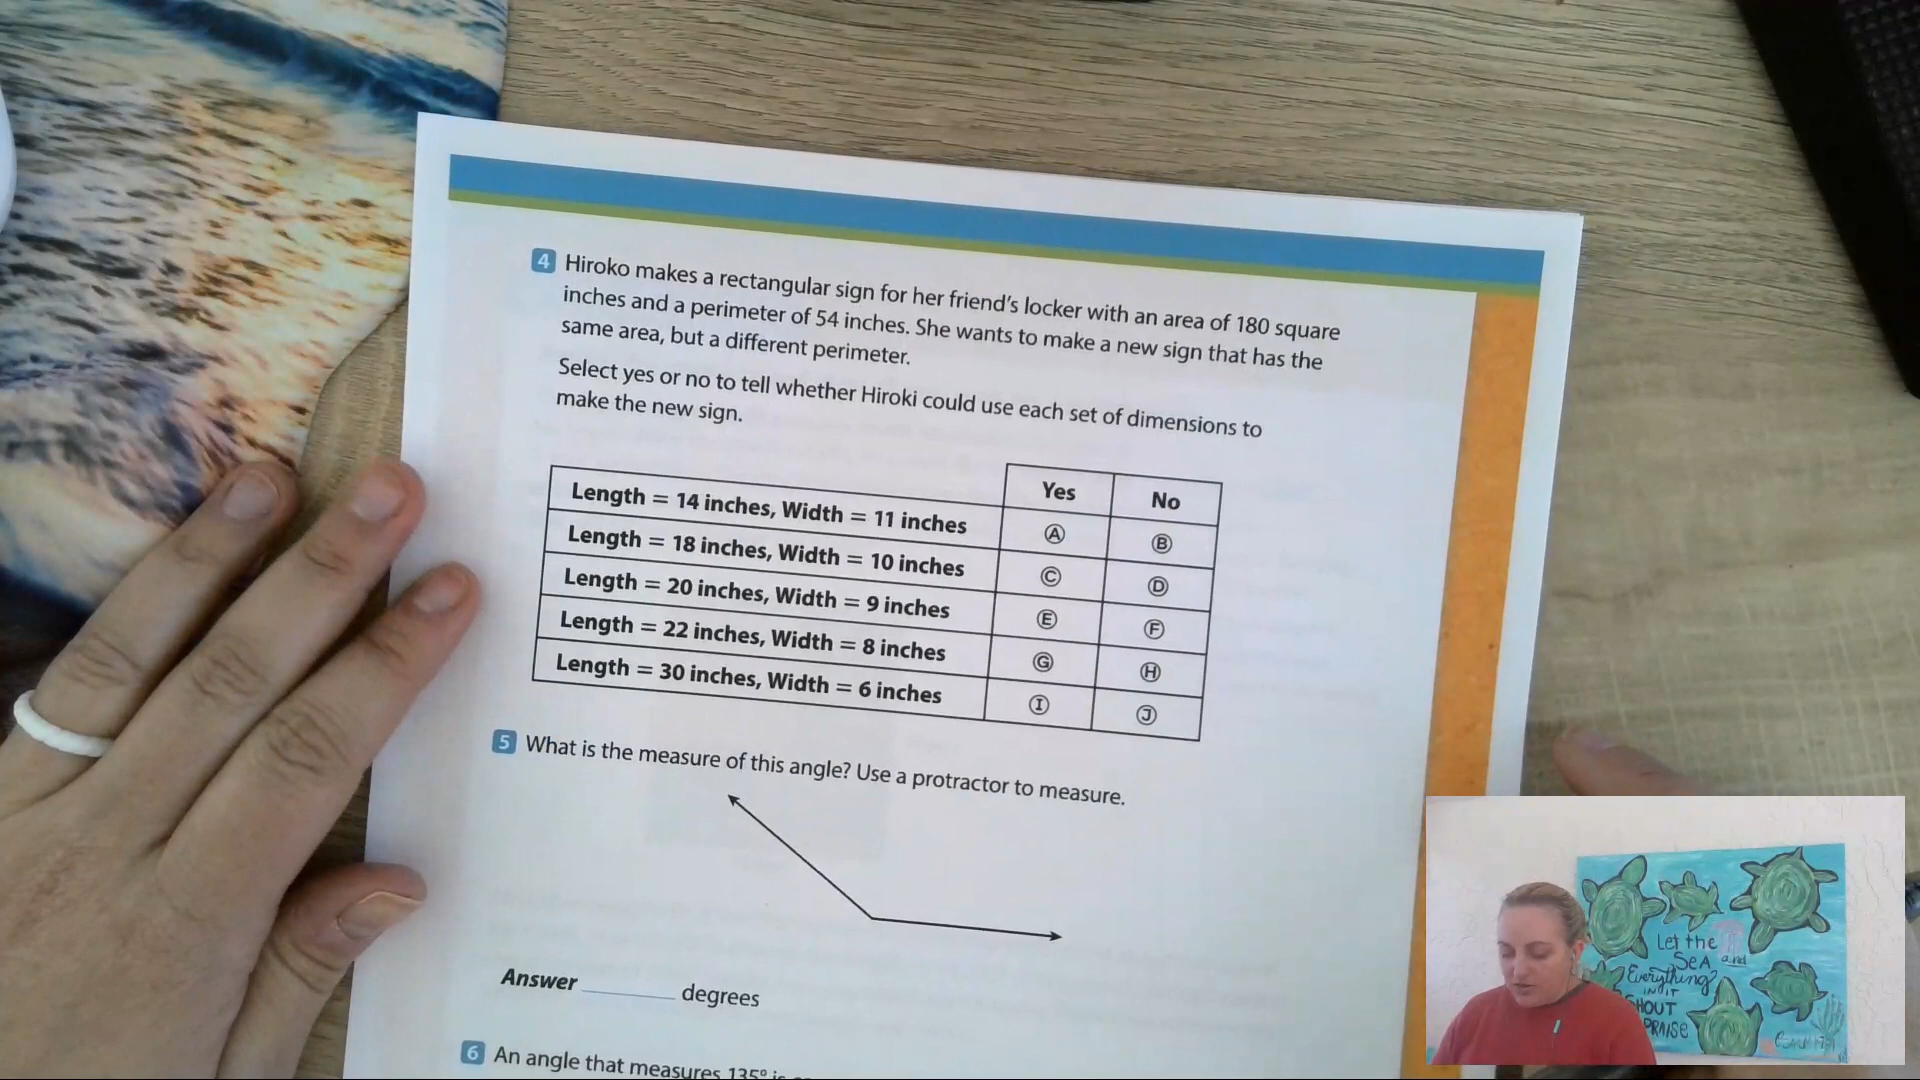 4 Hiroko makes a rectangular sign for her friend's locker with an area of 180 square
inches and a perimeter of 54 inches. She wants to make a new sign that has the
same area, but a different perimeter.
Select yes or no to tell whether Hiroki could use each set of dimensions to
make the new sign.
Yes No
Length = 14 inches, Width = 11 inches A B
Length = 18 inches, Width = 10 inches C D
Length = 20 inches, Width = 9 inches E F
Length = 22 inches, Width = 8 inches G H
Length = 30 inches, Width = 6 inches I J
5 What is the measure of this angle? Use a protractor to measure.
Answer degrees
6 An angle that measures 135°
Let the
SeA and
Everything
IN IT
SHOUT
PRAISE